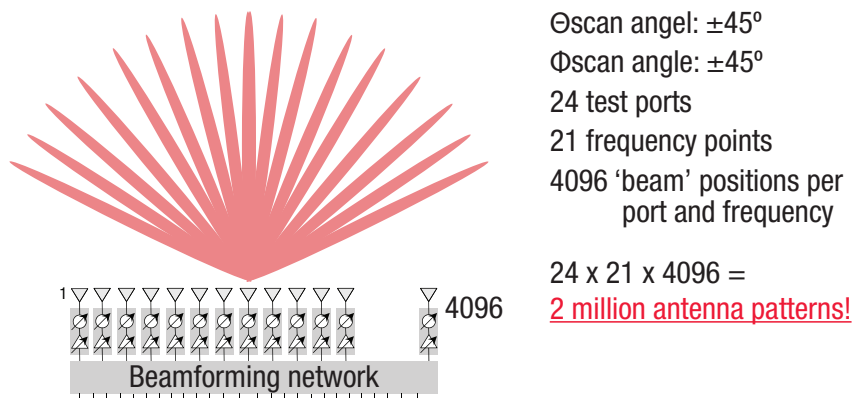 Θscan angel: ±45º
Φscan angle: ±45º
24 test ports
21 frequency points
4096 ‘beam’ positions per
port and frequency
24 x 21 x 4096 =
2 million antenna patterns!
1
4096
Beamforming network